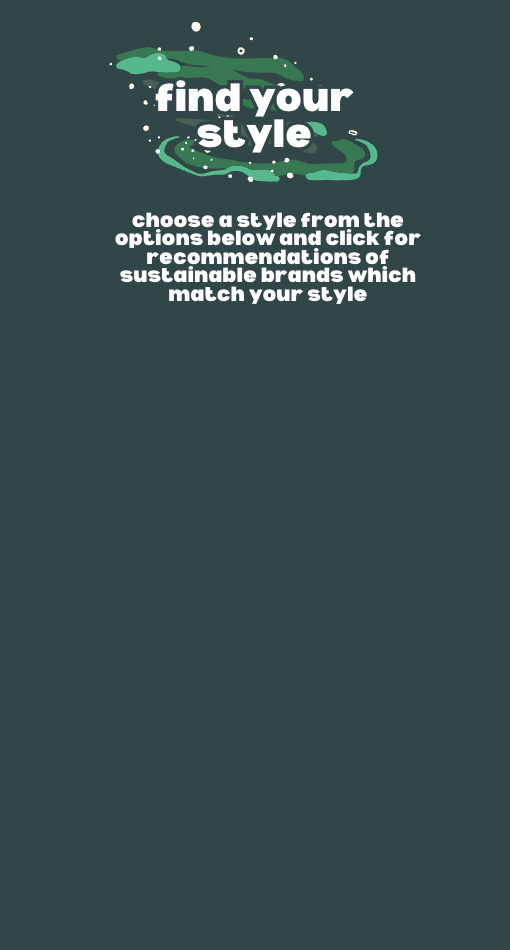 find your
style
choose a style from the
options below and click for
recommendations of
sustainable brands which
match your style